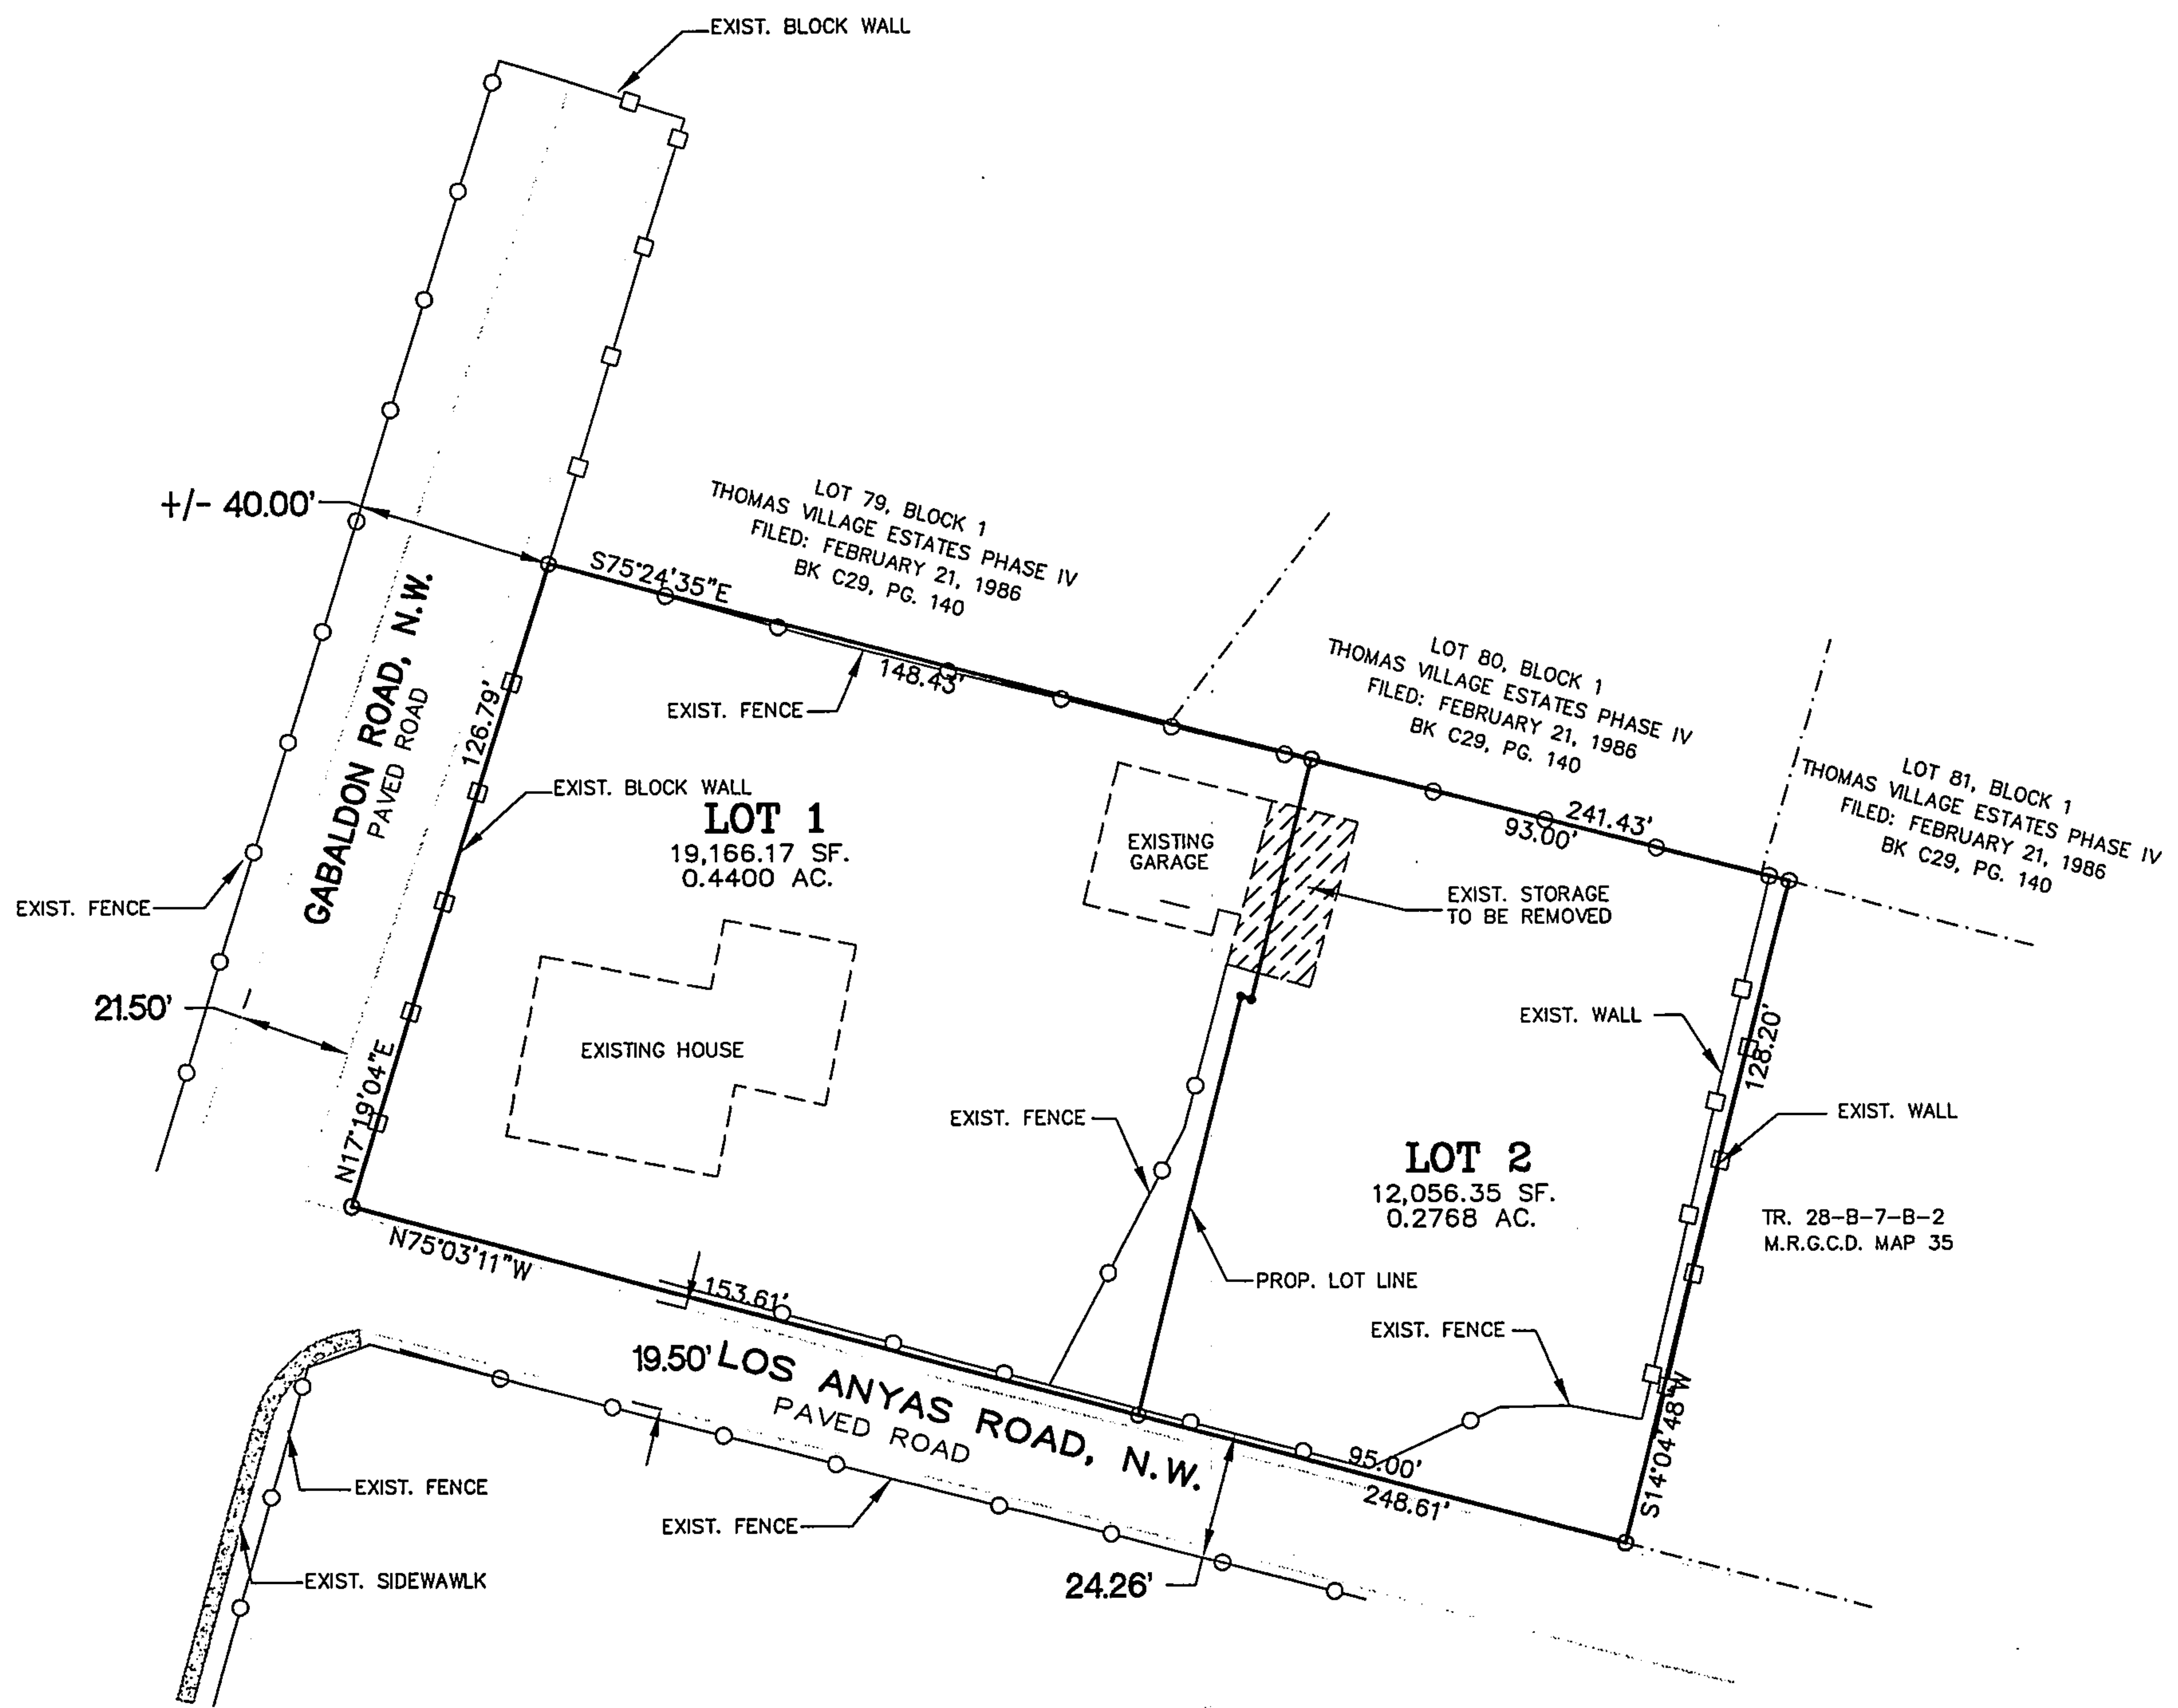 EXIST. BLOCK WALL
+/- 40.00'
LOT 79, BLOCK 1
THOMAS VILLAGE ESTATES PHASE IV
FILED: FEBRUARY 21, 1986
BK C29, PG. 140
S75°24'35"E
148.43'
EXIST. FENCE
LOT 80, BLOCK 1
THOMAS VILLAGE ESTATES PHASE IV
FILED: FEBRUARY 21, 1986
BK C29, PG. 140
241.43'
93.00'
LOT 81, BLOCK 1
THOMAS VILLAGE ESTATES PHASE IV
FILED: FEBRUARY 21, 1986
BK C29, PG. 140
GABALDON ROAD, N.W.
PAVED ROAD
126.79'
EXIST. BLOCK WALL
LOT 1
19,166.17 SF.
0.4400 AC.
EXISTING
GARAGE
EXIST. STORAGE
TO BE REMOVED
EXIST. FENCE
21.50'
N17°19'04"E
EXISTING HOUSE
EXIST. WALL
128.20'
EXIST. WALL
EXIST. FENCE
LOT 2
12,056.35 SF.
0.2768 AC.
TR. 28-B-7-B-2
M.R.G.C.D. MAP 35
N75°03'11"W
153.61'
PROP. LOT LINE
EXIST. FENCE
S14°04'48"W
19.50'
LOS ANYAS ROAD, N.W.
PAVED ROAD
95.00'
248.61'
EXIST. FENCE
EXIST. FENCE
EXIST. SIDEWAWLK
24.26'